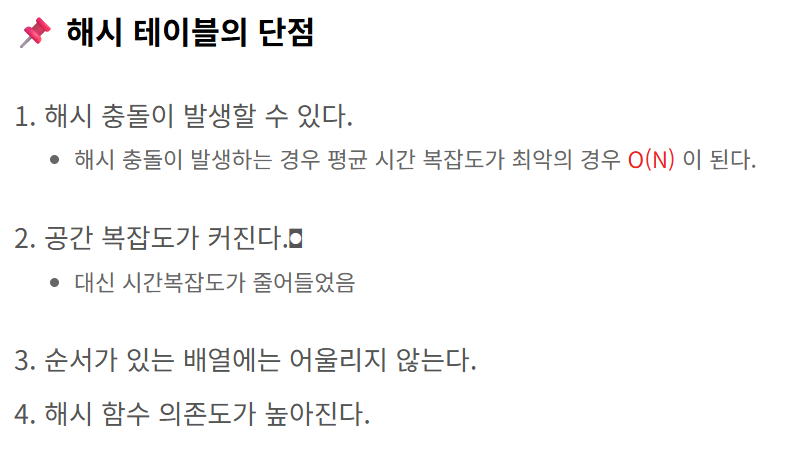 📌 해시 테이블의 단점
1. 해시 충돌이 발생할 수 있다.
• 해시 충돌이 발생하는 경우 평균 시간 복잡도가 최악의 경우 O(N) 이 된다.
2. 공간 복잡도가 커진다.◘
• 대신 시간복잡도가 줄어들었음
3. 순서가 있는 배열에는 어울리지 않는다.
4. 해시 함수 의존도가 높아진다.